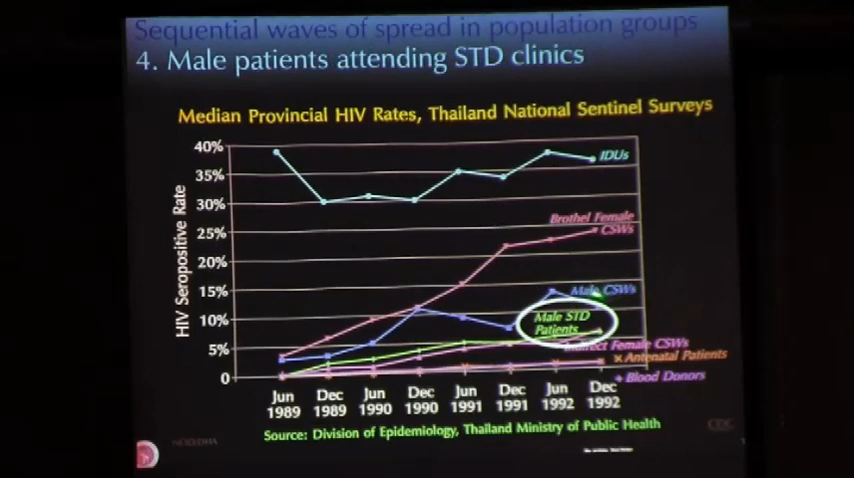 Sequential waves of spread in population groups
4. Male patients attending STD clinics
Median Provincial HIV Rates, Thailand National Sentinel Surveys
HIV Seropositive Rate
40%
35%
30%
25%
20%
15%
10%
5%
0
IDUs
Brothel Female
CSWs
Male CSWs
Male STD
Patients
Indirect Female CSWs
Antenatal Patients
Blood Donors
Jun 1989
Dec 1989
Jun 1990
Dec 1990
Jun 1991
Dec 1991
Jun 1992
Dec 1992
Source: Division of Epidemiology, Thailand Ministry of Public Health
CDC